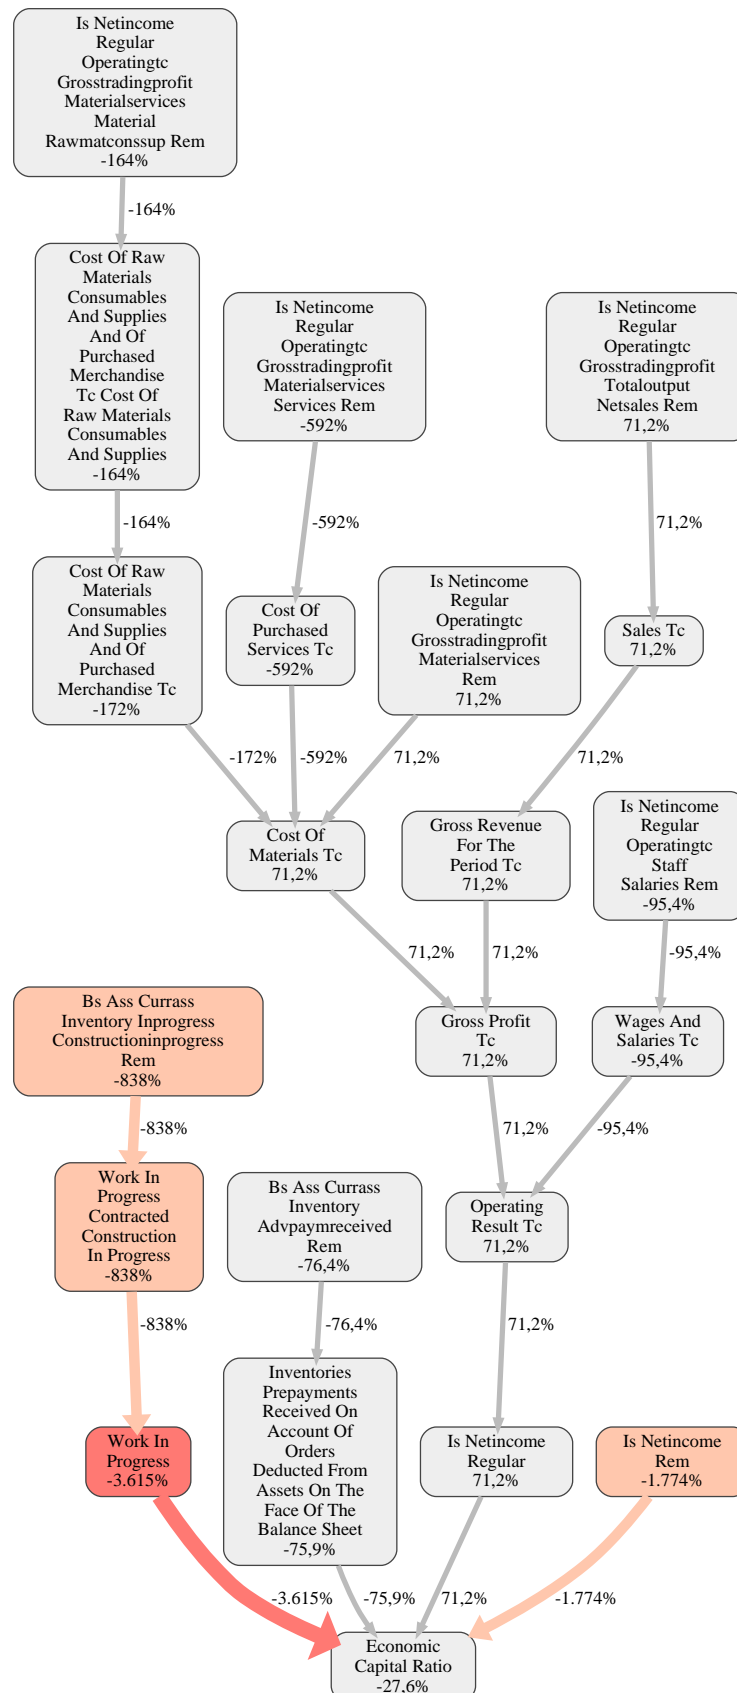 Is Netincome
Regular
Operatingtc
Grosstradingprofit
Materialservices
Material
Rawmatconssup Rem
-164%
-164%
Cost Of Raw
Materials
Consumables
And Supplies
And Of
Purchased
Merchandise
Tc Cost Of
Raw Materials
Consumables
And Supplies
-164%
Is Netincome
Regular
Operatingtc
Grosstradingprofit
Materialservices
Services Rem
-592%
Is Netincome
Regular
Operatingtc
Grosstradingprofit
Totaloutput
Netsales Rem
71,2%
-164%
-592%
71,2%
Cost Of Raw
Materials
Consumables
And Supplies
And Of
Purchased
Merchandise Tc
-172%
Cost Of
Purchased
Services Tc
-592%
Is Netincome
Regular
Operatingtc
Grosstradingprofit
Materialservices
Rem
71,2%
Sales Tc
71,2%
-172%
-592%
71,2%
71,2%
Cost Of
Materials Tc
71,2%
Gross Revenue
For The
Period Tc
71,2%
Is Netincome
Regular
Operatingtc
Staff
Salaries Rem
-95,4%
71,2%
71,2%
-95,4%
Bs Ass Currass
Inventory Inprogress
Constructioninprogress
Rem
-838%
Gross Profit
Tc
71,2%
Wages And
Salaries Tc
-95,4%
-838%
71,2%
-95,4%
Work In
Progress
Contracted
Construction
In Progress
-838%
Bs Ass Currass
Inventory
Advpaymreceived
Rem
-76,4%
Operating
Result Tc
71,2%
-838%
-76,4%
71,2%
Work In
Progress
-3.615%
Inventories
Prepayments
Received On
Account Of
Orders
Deducted From
Assets On The
Face Of The
Balance Sheet
-75,9%
Is Netincome
Regular
71,2%
Is Netincome
Rem
-1.774%
-3.615%
-75,9%
71,2%
-1.774%
Economic
Capital Ratio
-27,6%